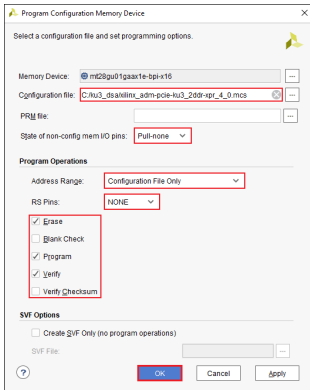 Program Configuration Memory Device
Select a configuration file and set programming options.
Memory Device: mt28gu01gaax1e-bpi-x16 ...
Configuration file: C:/ku3_dsa/xilinx_adm-pcie-ku3_2ddr-xpr_4_0.mcs ...
PRM file: ...
State of non-config mem I/O pins: Pull-none
Program Operations
Address Range: Configuration File Only
RS Pins: NONE
Erase
Blank Check
Program
Verify
Verify Checksum
SVF Options
Create SVF Only (no program operations)
SVF File: ...
? OK Cancel Apply